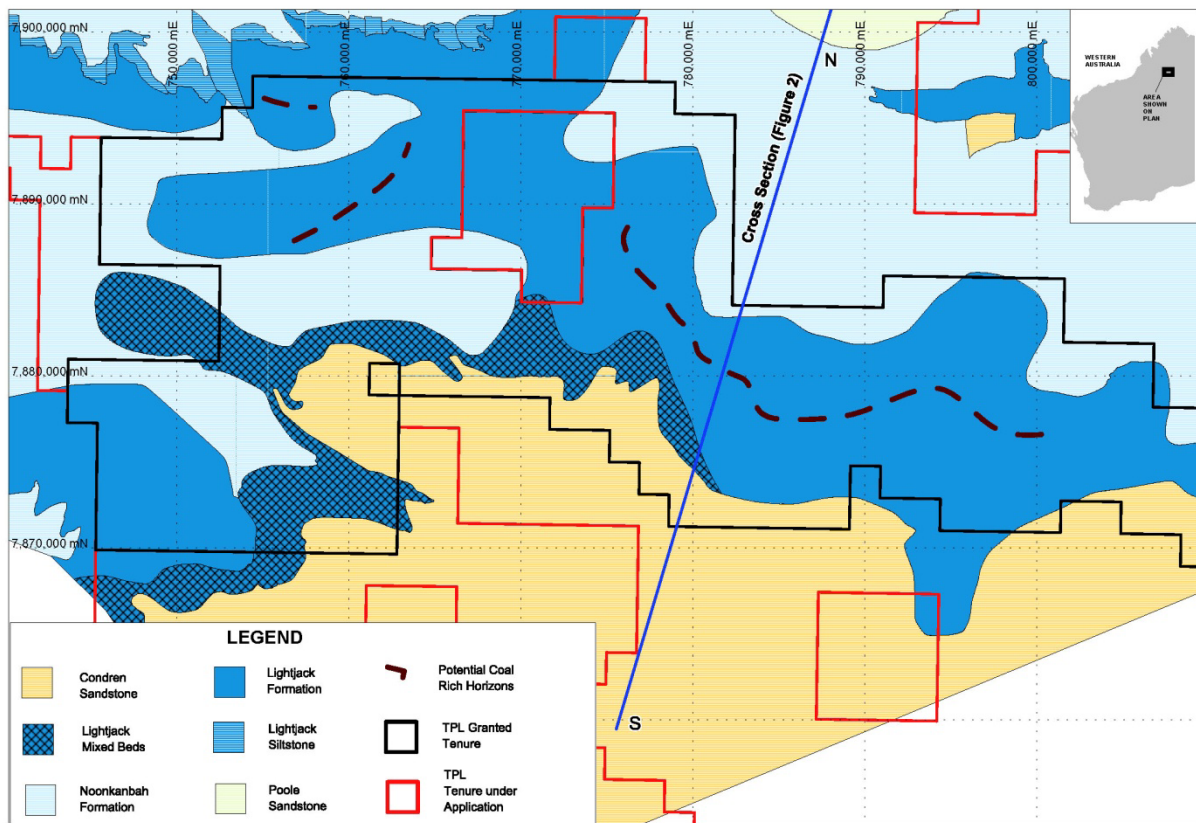 7,900,000 mN
750,000 mE
760,000 mE
770,000 mE
780,000 mE
790,000 mE
800,000 mE
N
WESTERN
AUSTRALIA
AREA
SHOWN
ON
PLAN
Cross Section (Figure 2)
7,890,000 mN
7,880,000 mN
7,870,000 mN
S
LEGEND
Condren
Sandstone
Lightjack
Formation
Potential Coal
Rich Horizons
Lightjack
Mixed Beds
Lightjack
Siltstone
TPL Granted
Tenure
Noonkanbah
Formation
Poole
Sandstone
TPL
Tenure under
Application